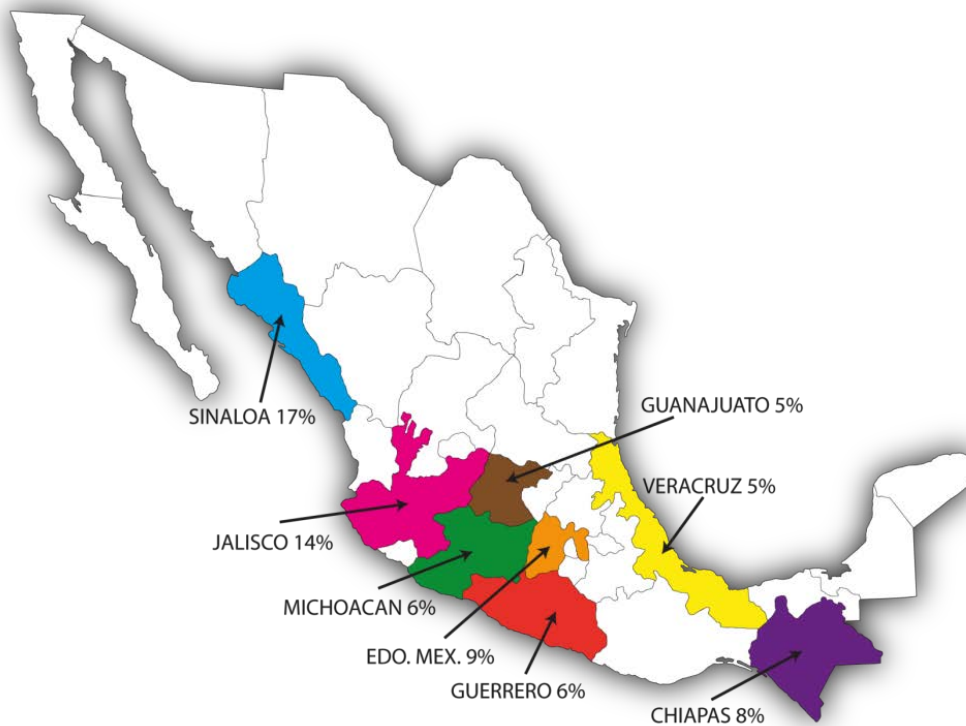 SINALOA 17%
GUANAJUATO 5%
VERACRUZ 5%
JALISCO 14%
MICHOACAN 6%
EDO. MEX. 9%
GUERRERO 6%
CHIAPAS 8%